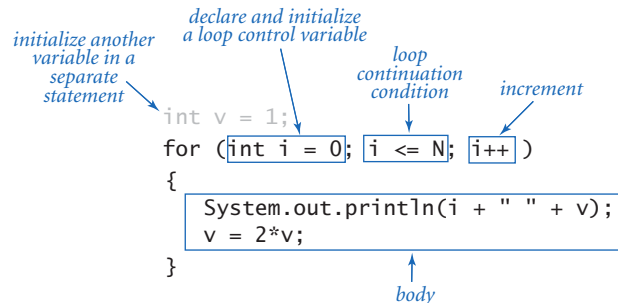 declare and initialize
a loop control variable
initialize another
variable in a
separate
statement
loop
continuation
condition
increment
int v = 1;
for (int i = 0; i <= N; i++ )
{
System.out.println(i + " " + v);
v = 2*v;
}
body